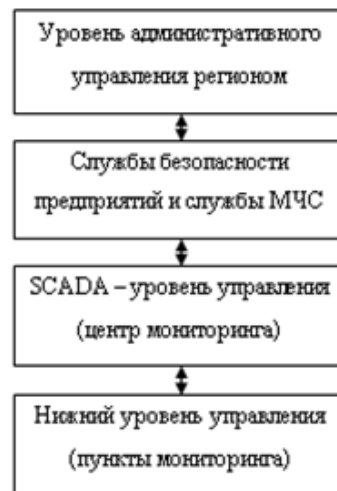 Уровень административного
управления регионом
Службы безопасности
предприятий и службы МЧС
SCADA – уровень управления
(центр мониторинга)
Нижний уровень управления
(пункты мониторинга)